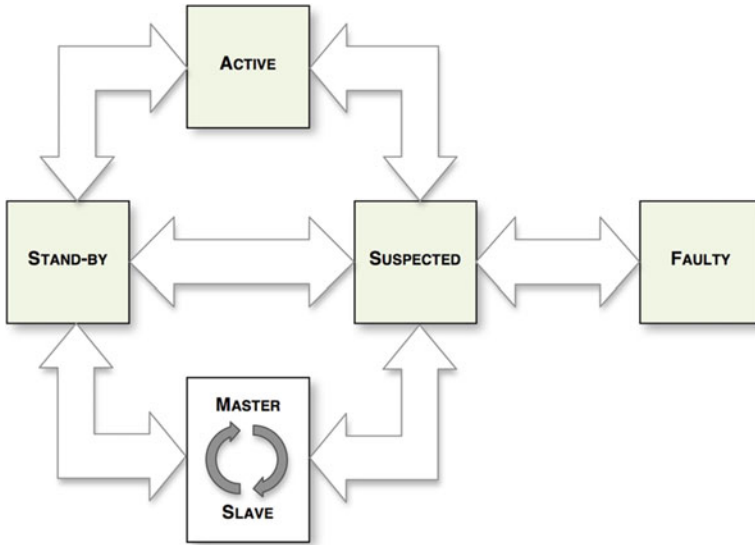 ACTIVE
STAND-BY
SUSPECTED
FAULTY
MASTER
SLAVE